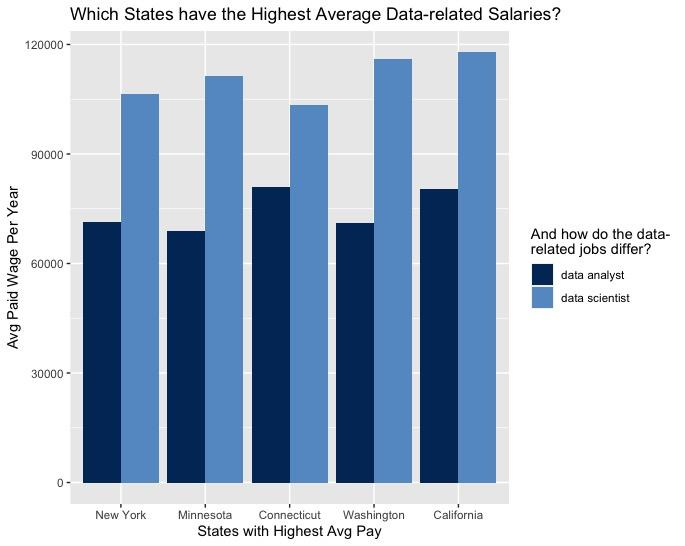 Which States have the Highest Average Data-related Salaries?
120000
90000
60000
30000
0
Avg Paid Wage Per Year
New York
Minnesota
Connecticut
Washington
California
States with Highest Avg Pay
And how do the data-
related jobs differ?
data analyst
data scientist